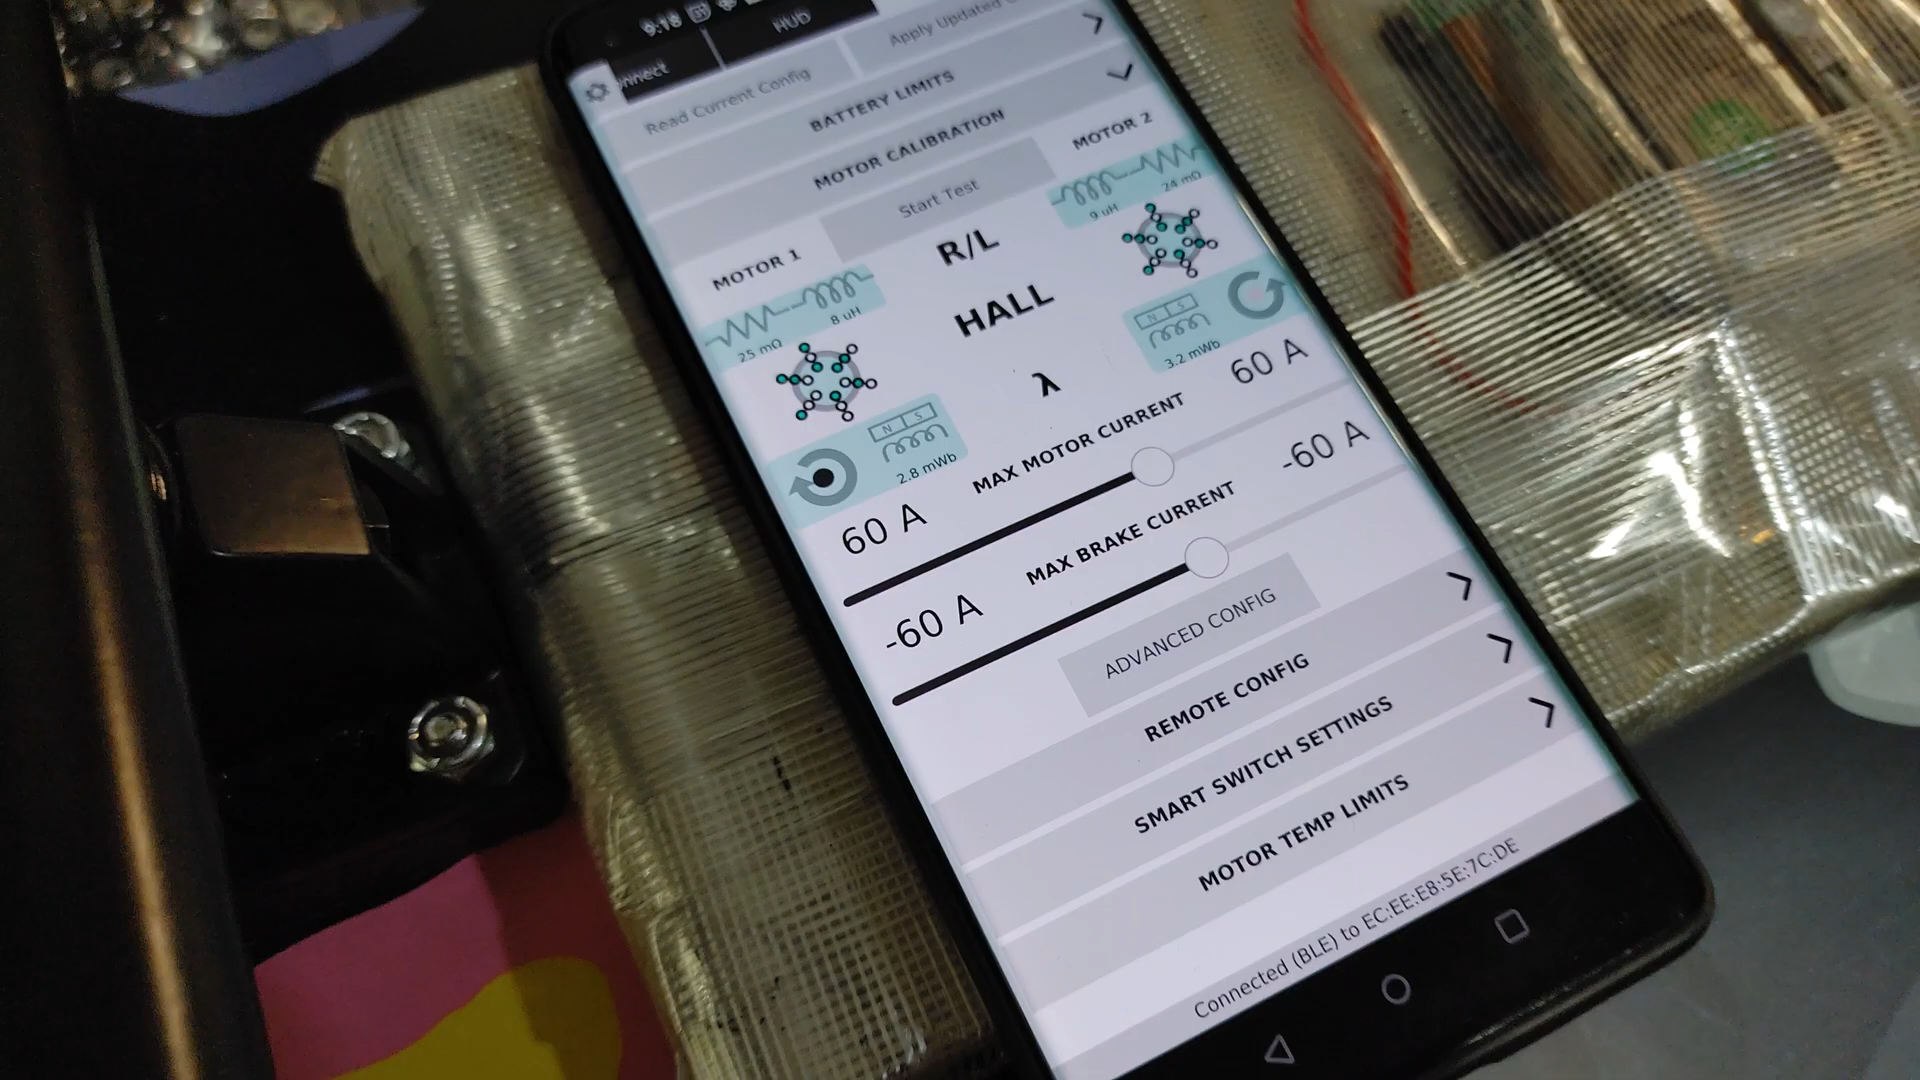 9:18
Hub
nnect
Read Current Config
Apply Updated C
BATTERY LIMITS
MOTOR CALIBRATION
Start Test
MOTOR 1
MOTOR 2
R/L
25 mΩ
8 uH
9 uH
24 mΩ
HALL
λ
N S
2.8 mWb
N S
3.2 mWb
60 A
MAX MOTOR CURRENT
60 A
-60 A
MAX BRAKE CURRENT
-60 A
ADVANCED CONFIG
REMOTE CONFIG
SMART SWITCH SETTINGS
MOTOR TEMP LIMITS
Connected (BLE) to EC:EE:E8:5E:7C:DE